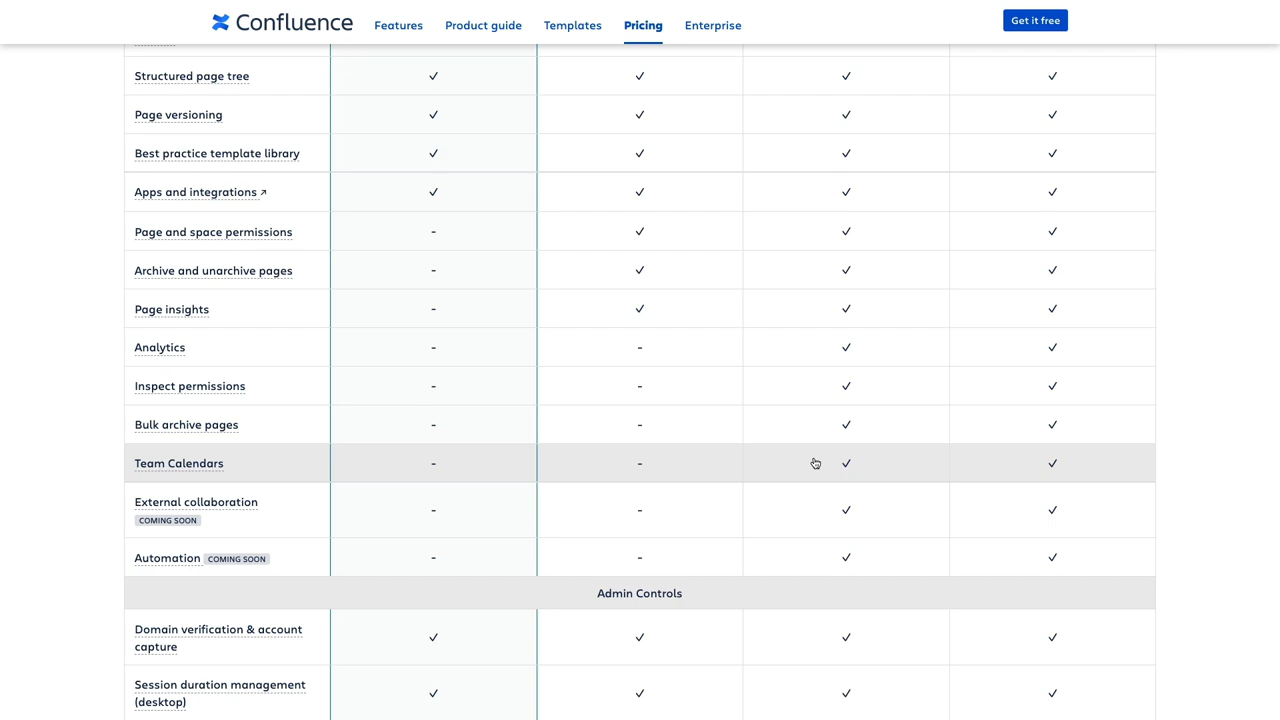 Confluence Features Product guide Templates Pricing Enterprise Get it free
Structured page tree ✓ ✓ ✓ ✓
Page versioning ✓ ✓ ✓ ✓
Best practice template library ✓ ✓ ✓ ✓
Apps and integrations ↗ ✓ ✓ ✓ ✓
Page and space permissions - ✓ ✓ ✓
Archive and unarchive pages - ✓ ✓ ✓
Page insights - ✓ ✓ ✓
Analytics - - ✓ ✓
Inspect permissions - - ✓ ✓
Bulk archive pages - - ✓ ✓
Team Calendars - - ✓ ✓
External collaboration
COMING SOON - - ✓ ✓
Automation COMING SOON - - ✓ ✓
Admin Controls
Domain verification & account
capture ✓ ✓ ✓ ✓
Session duration management
(desktop) ✓ ✓ ✓ ✓